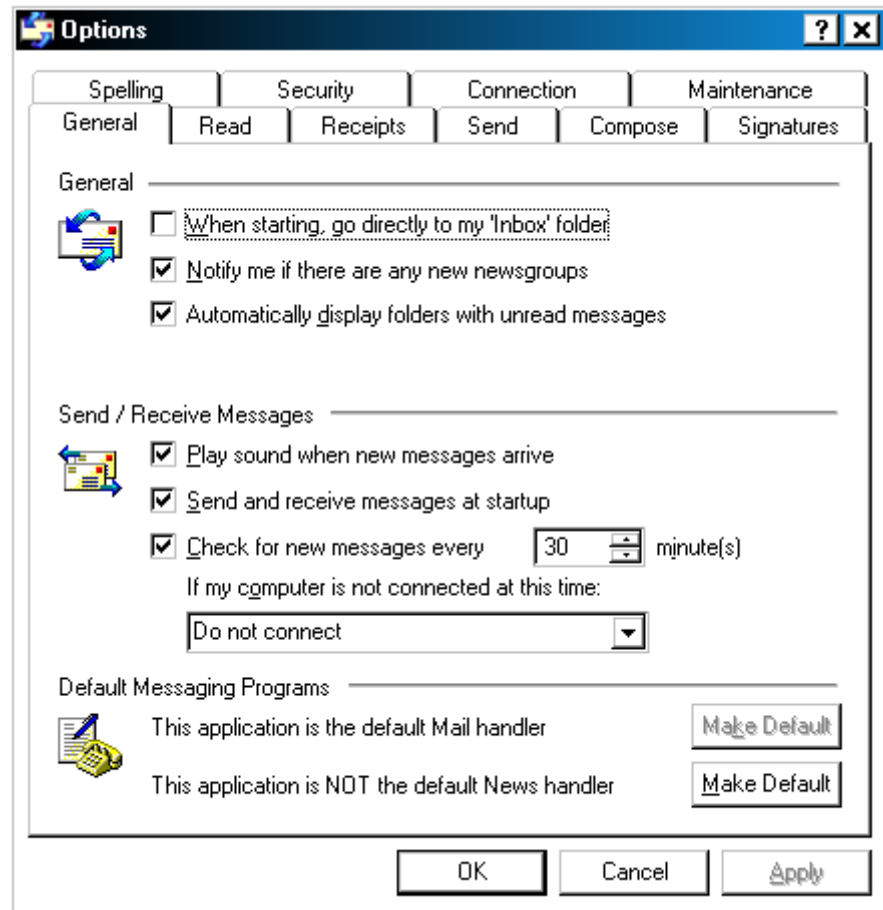 Options
Spelling Security Connection Maintenance
General Read Receipts Send Compose Signatures
General
When starting, go directly to my 'Inbox' folder
Notify me if there are any new newsgroups
Automatically display folders with unread messages
Send / Receive Messages
Play sound when new messages arrive
Send and receive messages at startup
Check for new messages every 30 minute(s)
If my computer is not connected at this time:
Do not connect
Default Messaging Programs
This application is the default Mail handler Make Default
This application is NOT the default News handler Make Default
OK Cancel Apply